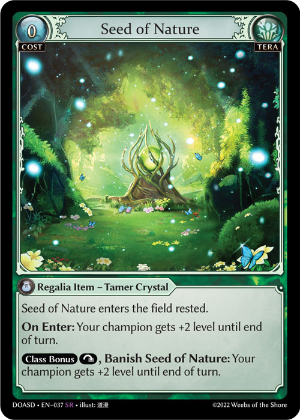 0
Seed of Nature
COST
TERA
Regalia Item – Tamer Crystal
Seed of Nature enters the field rested.
On Enter: Your champion gets +2 level until end
of turn.
Class Bonus , Banish Seed of Nature: Your
champion gets +2 level until end of turn.
DOASD • EN-037 SR • illust: 道漫
©2022 Weebs of the Shore